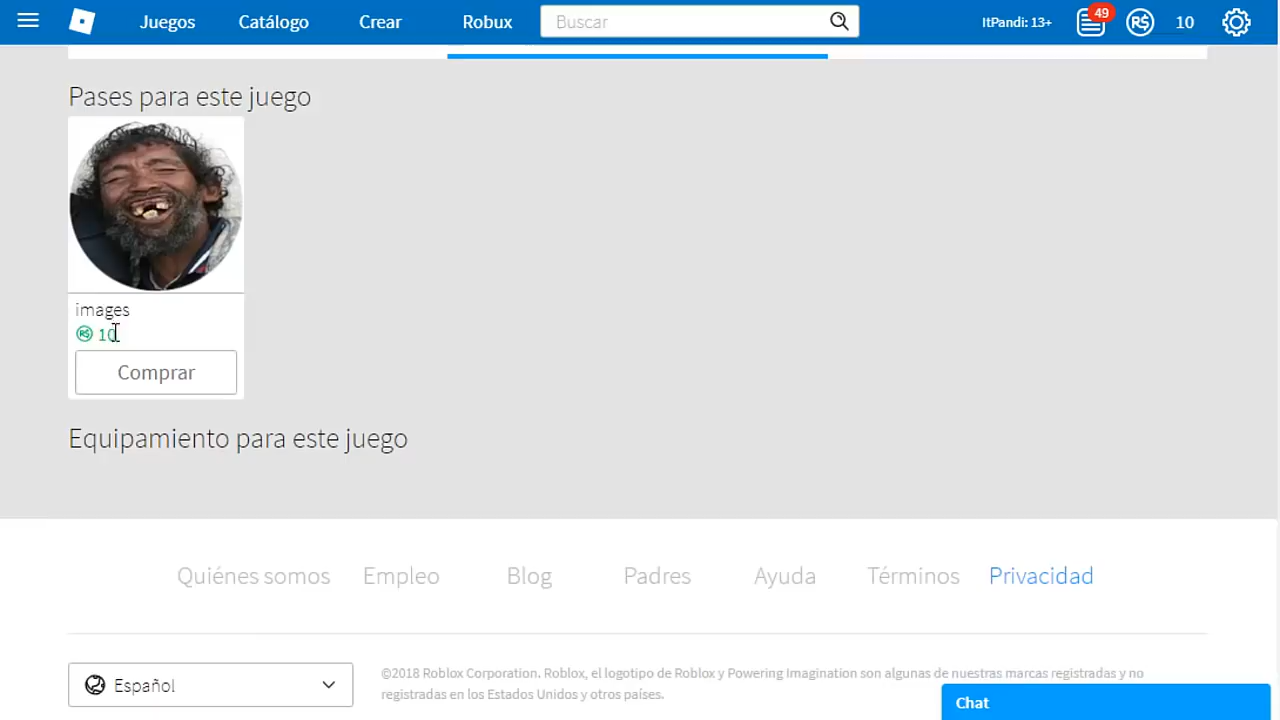 Juegos Catálogo Crear Robux Buscar ItPandi: 13+ 49 R$ 10
Pases para este juego
images
R$ 10
Comprar
Equipamiento para este juego
Quiénes somos Empleo Blog Padres Ayuda Términos Privacidad
Español
©2018 Roblox Corporation. Roblox, el logotipo de Roblox y Powering Imagination son algunas de nuestras marcas registradas y no
registradas en los Estados Unidos y otros países.
Chat